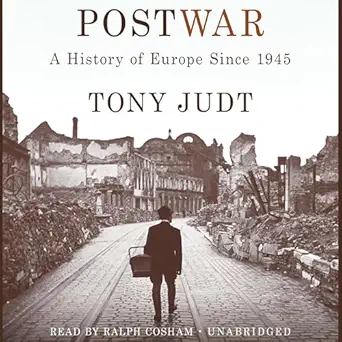 POSTWAR
A History of Europe Since 1945
TONY JUDT
READ BY RALPH COSHAM • UNABRIDGED